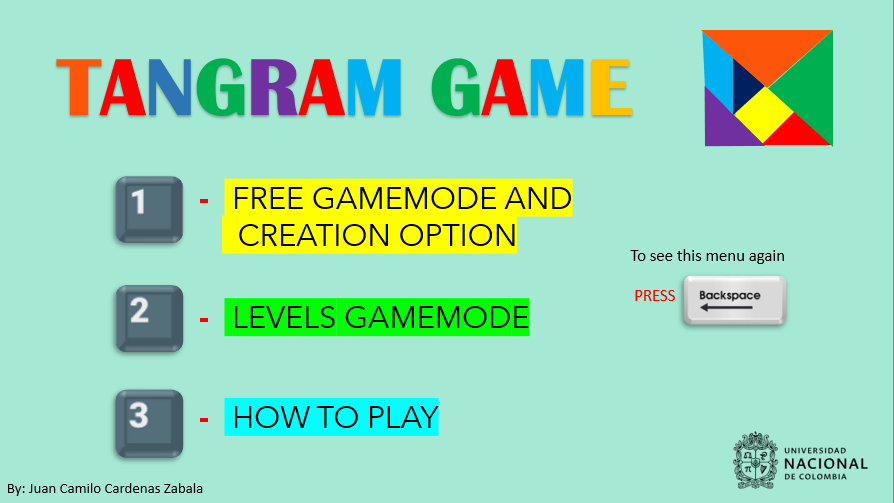 TANGRAM GAME
1 - FREE GAMEMODE AND
CREATION OPTION
To see this menu again
PRESS Backspace
2 - LEVELS GAMEMODE
3 - HOW TO PLAY
UNIVERSIDAD
NACIONAL
DE COLOMBIA
By: Juan Camilo Cardenas Zabala